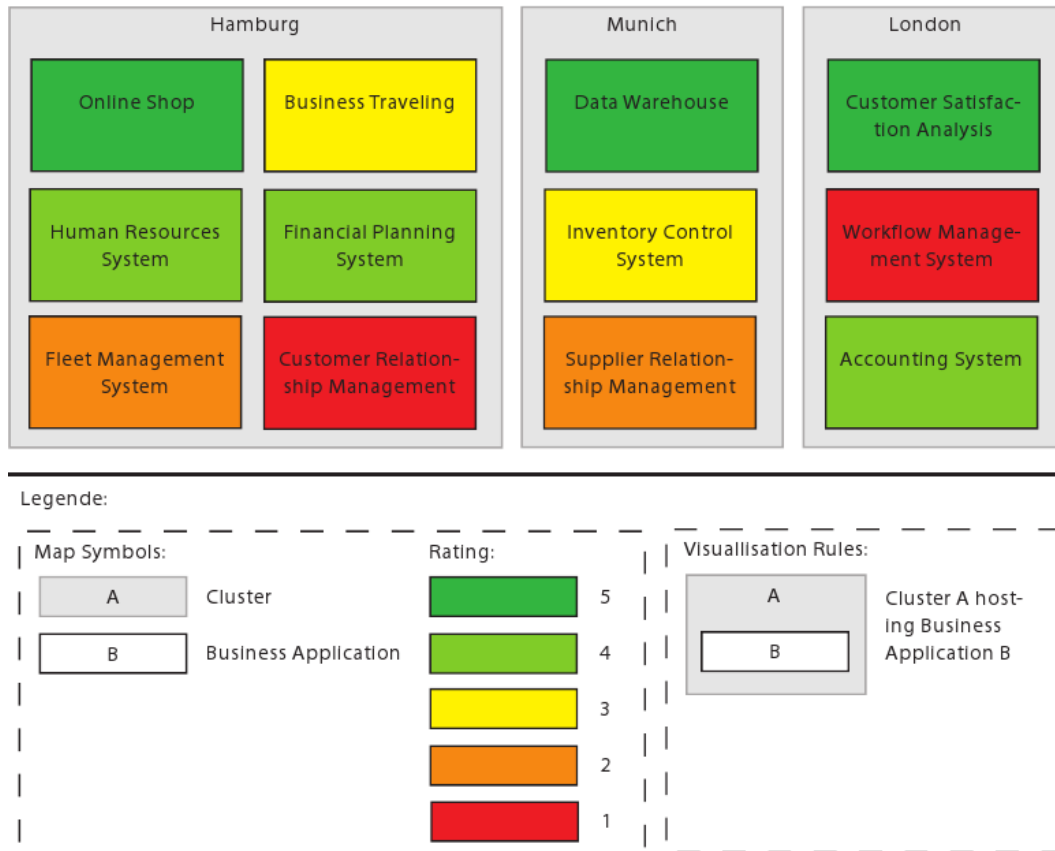 Hamburg
Munich
London
Online Shop
Business Traveling
Data Warehouse
Customer Satisfac-
tion Analysis
Human Resources
System
Financial Planning
System
Inventory Control
System
Workflow Manage-
ment System
Fleet Management
System
Customer Relation-
ship Management
Supplier Relation-
ship Management
Accounting System
Legende:
Map Symbols:
A
Cluster
B
Business Application
Rating:
5
4
3
2
1
Visuallisation Rules:
A
B
Cluster A host-
ing Business
Application B